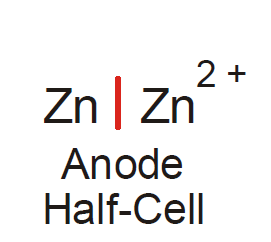 Zn | Zn²⁺
Anode
Half-Cell